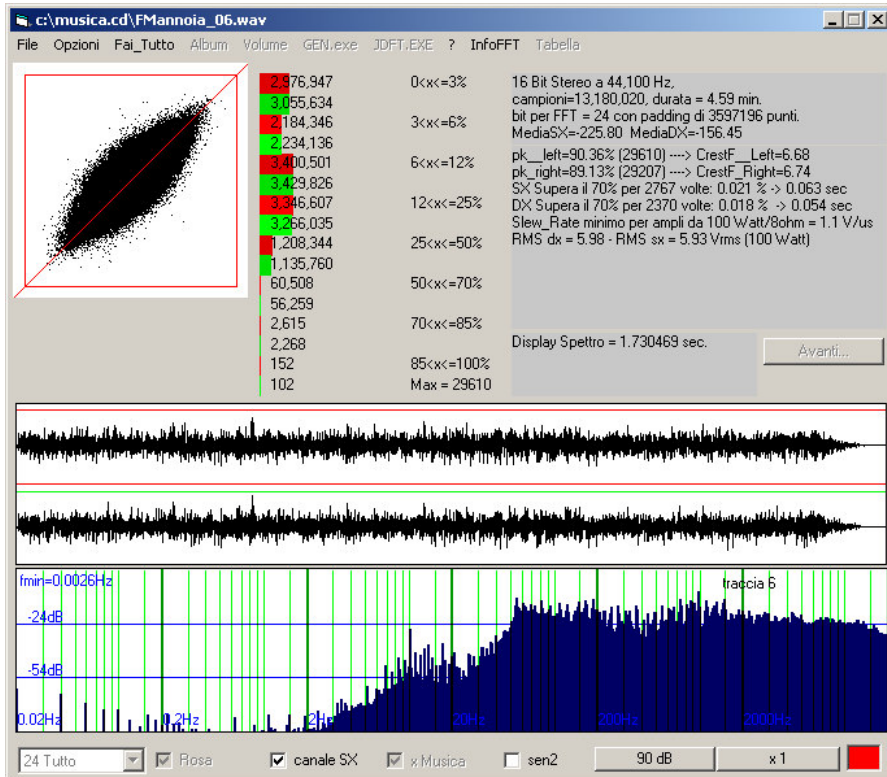 c:\musica.cd\FMannoia_06.wav
File Opzioni Fai_Tutto Album Volume GEN.exe JDFT.EXE ? InfoFFT Tabella
2,976,947 0<x<=3%
3,055,634
2,184,346 3<x<=6%
2,234,136
3,400,501 6<x<=12%
3,429,826
3,346,607 12<x<=25%
3,266,035
1,208,344 25<x<=50%
1,135,760
60,508 50<x<=70%
56,259
2,615 70<x<=85%
2,268
152 85<x<=100%
102 Max = 29610
16 Bit Stereo a 44,100 Hz,
campioni=13,180,020, durata = 4.59 min.
bit per FFT = 24 con padding di 3597196 punti.
MediaSX=-225.80 MediaDX=-156.45
pk__left=90.36% (29610) ----> CrestF__Left=6.68
pk_right=89.13% (29207) ----> CrestF_Right=6.74
SX Supera il 70% per 2767 volte: 0.021 % -> 0.063 sec
DX Supera il 70% per 2370 volte: 0.018 % -> 0.054 sec
Slew_Rate minimo per ampli da 100 Watt/8ohm = 1.1 V/us
RMS dx = 5.98 - RMS sx = 5.93 Vrms (100 Watt)
Display Spettro = 1.730469 sec.
Avanti...
fmin=0.0026Hz
traccia 6
-24dB
-54dB
0.02Hz 0.2Hz 2Hz 20Hz 200Hz 2000Hz
24 Tutto Rosa canale SX x Musica sen2 90 dB x 1